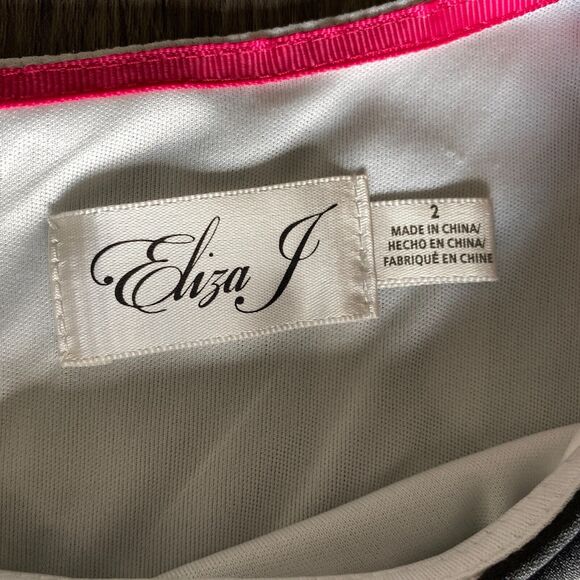 Eliza J
2
MADE IN CHINA/
HECHO EN CHINA/
FABRIQUÉ EN CHINE